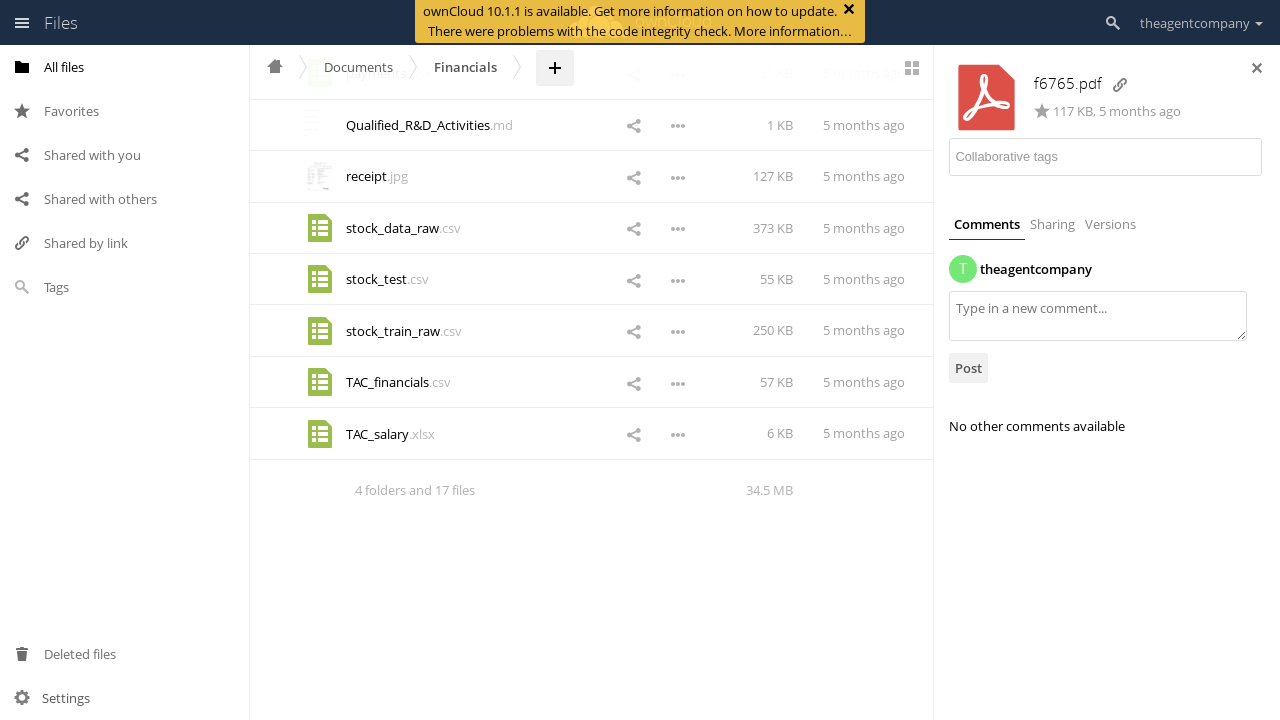 Files
ownCloud 10.1.1 is available. Get more information on how to update.
There were problems with the code integrity check. More information…
theagentcompany
All files
Favorites
Shared with you
Shared with others
Shared by link
Tags
Deleted files
Settings
Documents
Financials
Qualified_R&D_Activities.md 1 KB 5 months ago
receipt.jpg 127 KB 5 months ago
stock_data_raw.csv 373 KB 5 months ago
stock_test.csv 55 KB 5 months ago
stock_train_raw.csv 250 KB 5 months ago
TAC_financials.csv 57 KB 5 months ago
TAC_salary.xlsx 6 KB 5 months ago
4 folders and 17 files 34.5 MB
f6765.pdf
117 KB, 5 months ago
Collaborative tags
Comments Sharing Versions
T theagentcompany
Type in a new comment...
Post
No other comments available